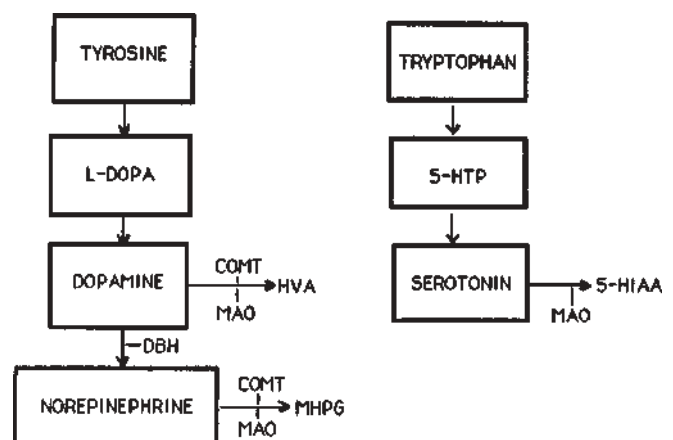 TYROSINE
L-DOPA
DOPAMINE
COMT
HVA
MAO
DBH
NOREPINEPHRINE
COMT
MHPG
MAO
TRYPTOPHAN
5-HTP
SEROTONIN
5-HIAA
MAO